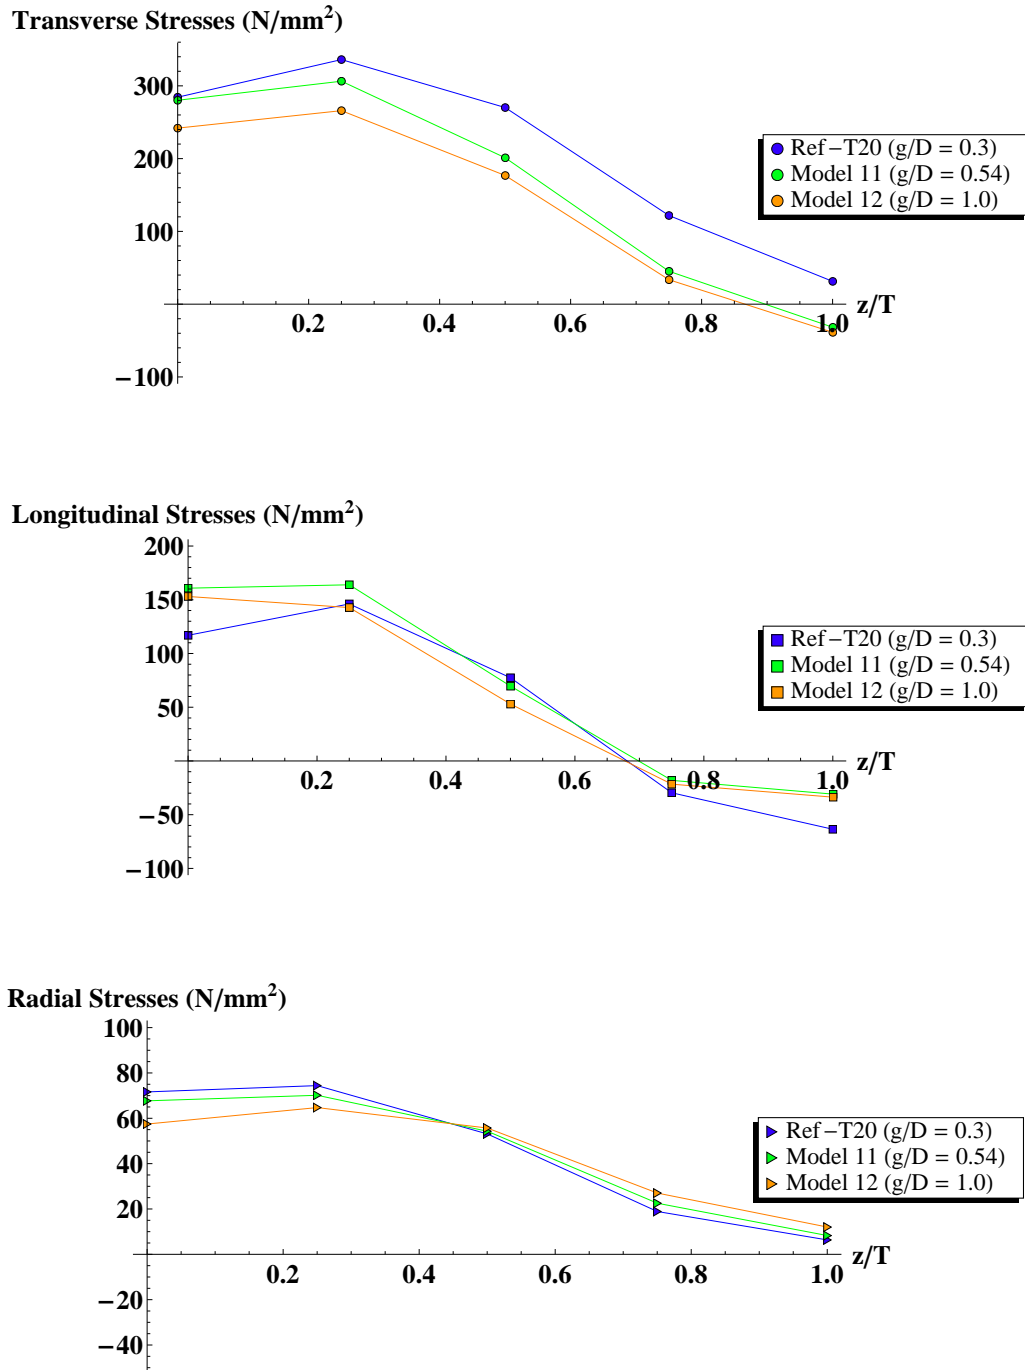 Transverse Stresses (N/mm²)
300
200
100
−100
0.2 0.4 0.6 0.8 1.0 z/T
Ref−T20 (g/D = 0.3)
Model 11 (g/D = 0.54)
Model 12 (g/D = 1.0)
Longitudinal Stresses (N/mm²)
200
150
100
50
−50
−100
0.2 0.4 0.6 0.8 1.0 z/T
Ref−T20 (g/D = 0.3)
Model 11 (g/D = 0.54)
Model 12 (g/D = 1.0)
Radial Stresses (N/mm²)
100
80
60
40
20
−20
−40
0.2 0.4 0.6 0.8 1.0 z/T
Ref−T20 (g/D = 0.3)
Model 11 (g/D = 0.54)
Model 12 (g/D = 1.0)